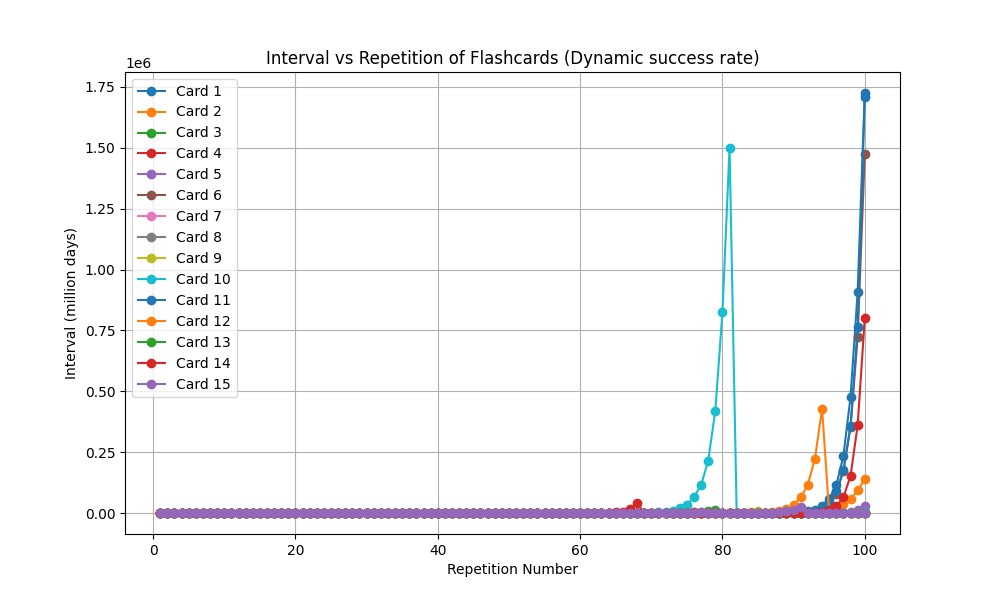 Interval vs Repetition of Flashcards (Dynamic success rate)
1e6
1.75
1.50
1.25
1.00
0.75
0.50
0.25
0.00
Interval (million days)
Card 1
Card 2
Card 3
Card 4
Card 5
Card 6
Card 7
Card 8
Card 9
Card 10
Card 11
Card 12
Card 13
Card 14
Card 15
0 20 40 60 80 100
Repetition Number